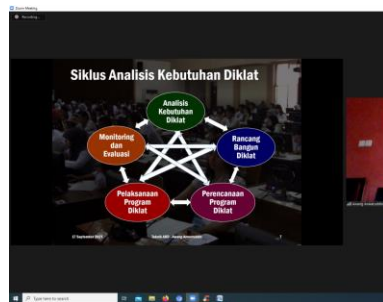 Zoom Meeting
Recording...
Siklus Analisis Kebutuhan Diklat
Analisis
Kebutuhan
Diklat
Monitoring
dan
Evaluasi
Rancang
Bangun
Diklat
Pelaksanaan
Program
Diklat
Perencanaan
Program
Diklat
17 September
Type here to search